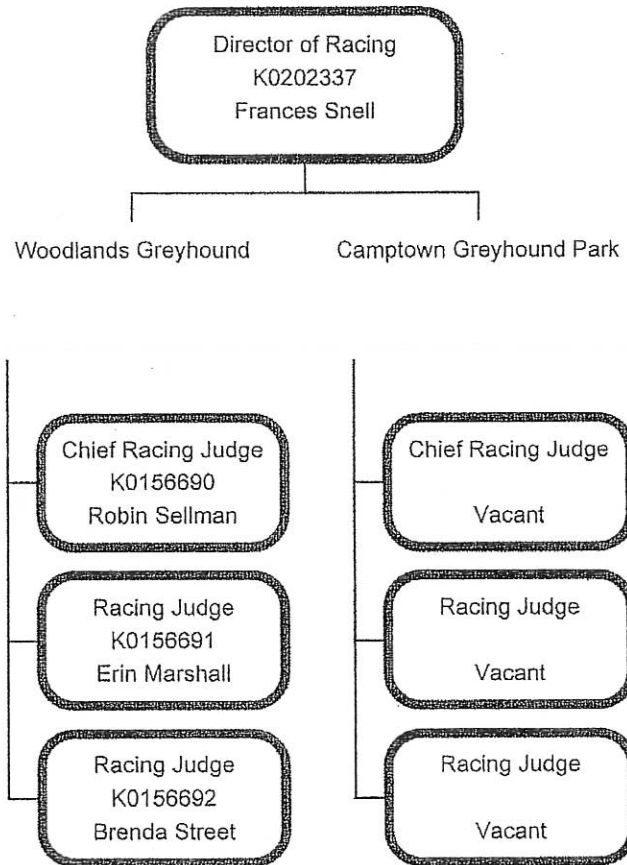 Director of Racing
K0202337
Frances Snell
Woodlands Greyhound
Camptown Greyhound Park
Chief Racing Judge
K0156690
Robin Sellman
Racing Judge
K0156691
Erin Marshall
Racing Judge
K0156692
Brenda Street
Chief Racing Judge
Vacant
Racing Judge
Vacant
Racing Judge
Vacant